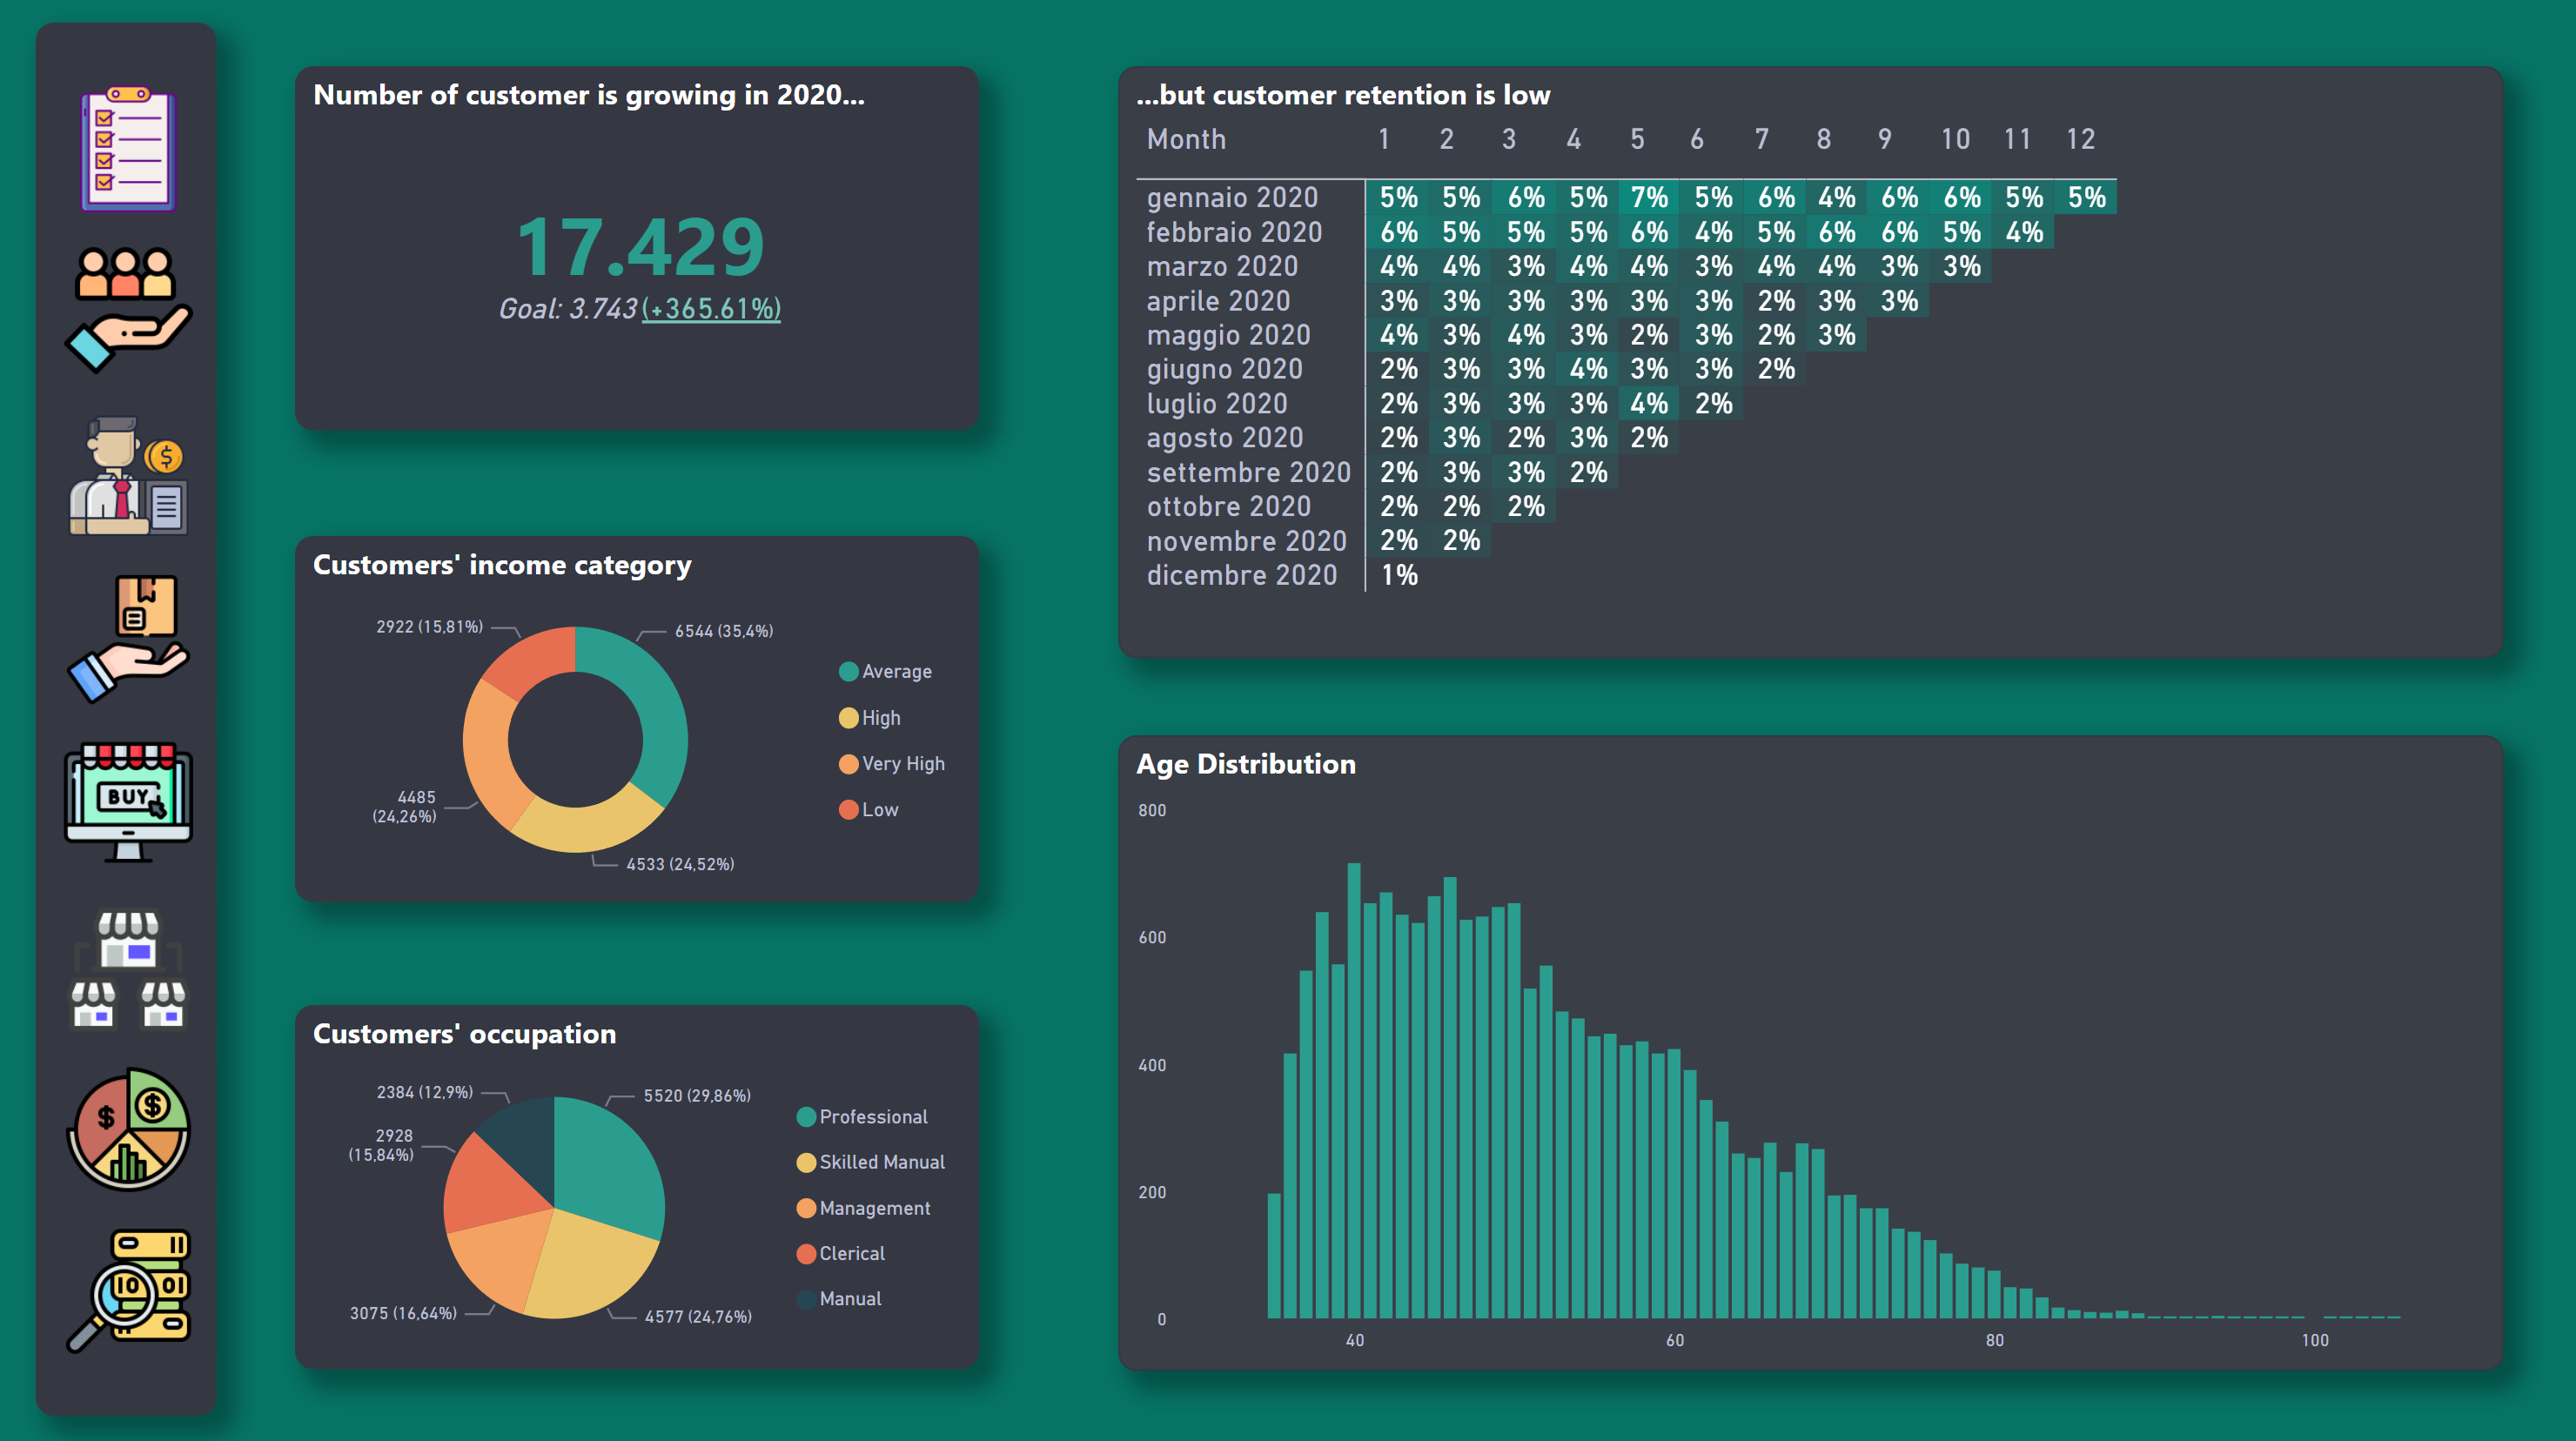 Number of customer is growing in 2020...
17.429
Goal: 3.743 (+365.61%)
...but customer retention is low
Month 1 2 3 4 5 6 7 8 9 10 11 12
gennaio 2020 5% 5% 6% 5% 7% 5% 6% 4% 6% 6% 5% 5%
febbraio 2020 6% 5% 5% 5% 6% 4% 5% 6% 6% 5% 4%
marzo 2020 4% 4% 3% 4% 4% 3% 4% 4% 3% 3%
aprile 2020 3% 3% 3% 3% 3% 3% 2% 3% 3%
maggio 2020 4% 3% 4% 3% 2% 3% 2% 3%
giugno 2020 2% 3% 3% 4% 3% 3% 2%
luglio 2020 2% 3% 3% 3% 4% 2%
agosto 2020 2% 3% 2% 3% 2%
settembre 2020 2% 3% 3% 2%
ottobre 2020 2% 2% 2%
novembre 2020 2% 2%
dicembre 2020 1%
Customers' income category
2922 (15,81%)
6544 (35,4%)
4485
(24,26%)
4533 (24,52%)
Average
High
Very High
Low
Customers' occupation
2384 (12,9%)
5520 (29,86%)
2928
(15,84%)
3075 (16,64%)
4577 (24,76%)
Professional
Skilled Manual
Management
Clerical
Manual
Age Distribution
800
600
400
200
0
40 60 80 100
$
BUY
$ $
10 01